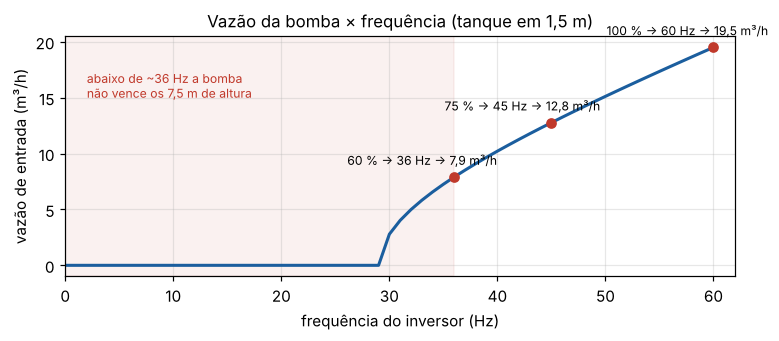 Vazão da bomba × frequência (tanque em 1,5 m)
100 % → 60 Hz → 19,5 m³/h
abaixo de ~36 Hz a bomba
não vence os 7,5 m de altura
75 % → 45 Hz → 12,8 m³/h
60 % → 36 Hz → 7,9 m³/h
vazão de entrada (m³/h)
20
15
10
5
0
0 10 20 30 40 50 60
frequência do inversor (Hz)